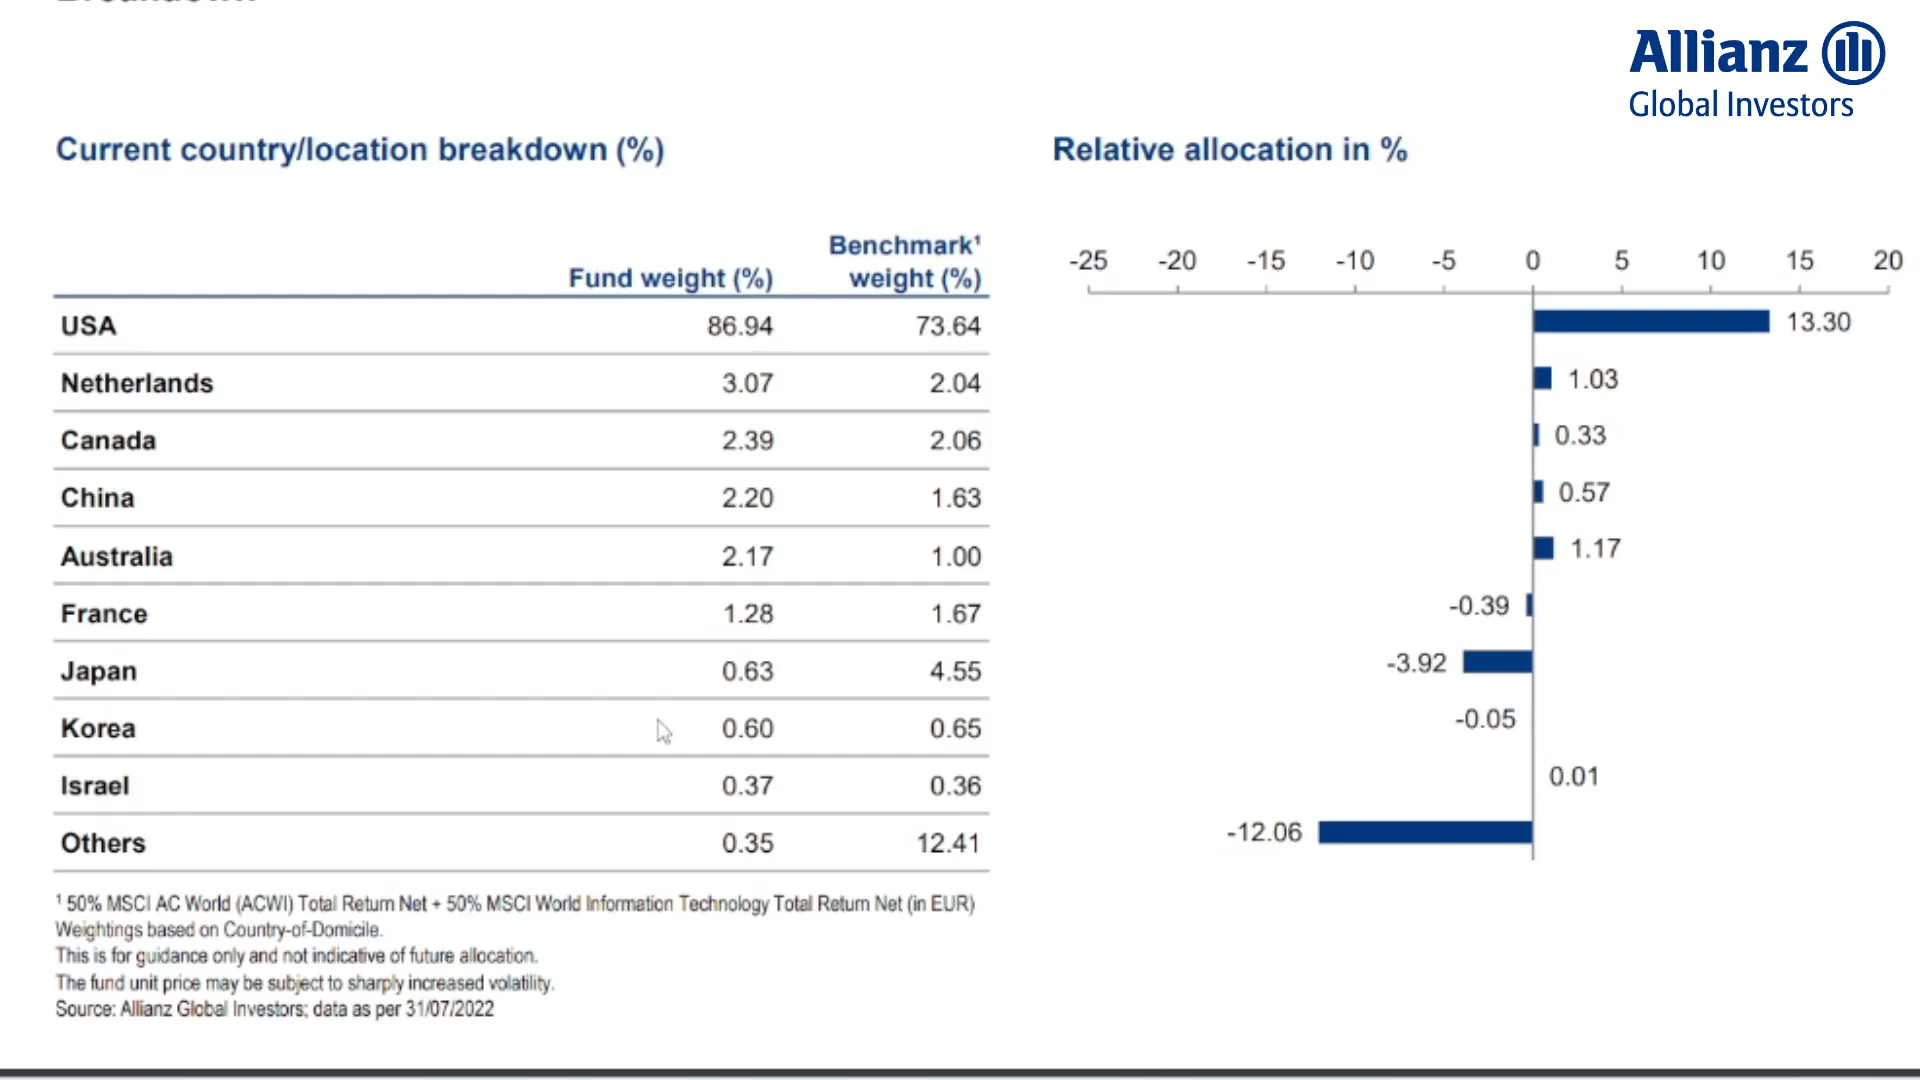 Allianz
Global Investors
Current country/location breakdown (%)
Relative allocation in %
Fund weight (%)
Benchmark¹
weight (%)
USA 86.94 73.64
Netherlands 3.07 2.04
Canada 2.39 2.06
China 2.20 1.63
Australia 2.17 1.00
France 1.28 1.67
Japan 0.63 4.55
Korea 0.60 0.65
Israel 0.37 0.36
Others 0.35 12.41
-25 -20 -15 -10 -5 0 5 10 15 20
13.30
1.03
0.33
0.57
1.17
-0.39
-3.92
-0.05
0.01
-12.06
¹ 50% MSCI AC World (ACWI) Total Return Net + 50% MSCI World Information Technology Total Return Net (in EUR)
Weightings based on Country-of-Domicile.
This is for guidance only and not indicative of future allocation.
The fund unit price may be subject to sharply increased volatility.
Source: Allianz Global Investors; data as per 31/07/2022